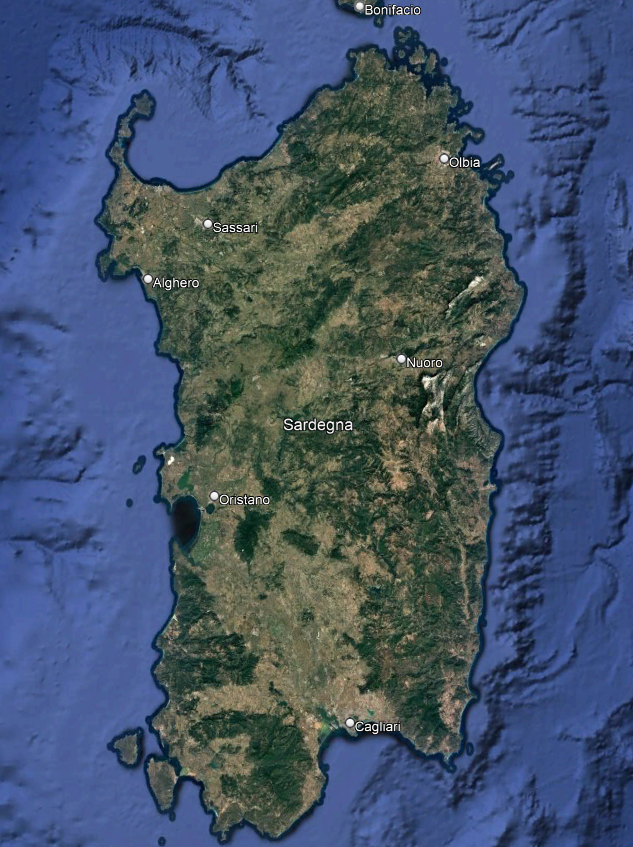 Bonifacio
Olbia
Sassari
Alghero
Nuoro
Sardegna
Oristano
Cagliari